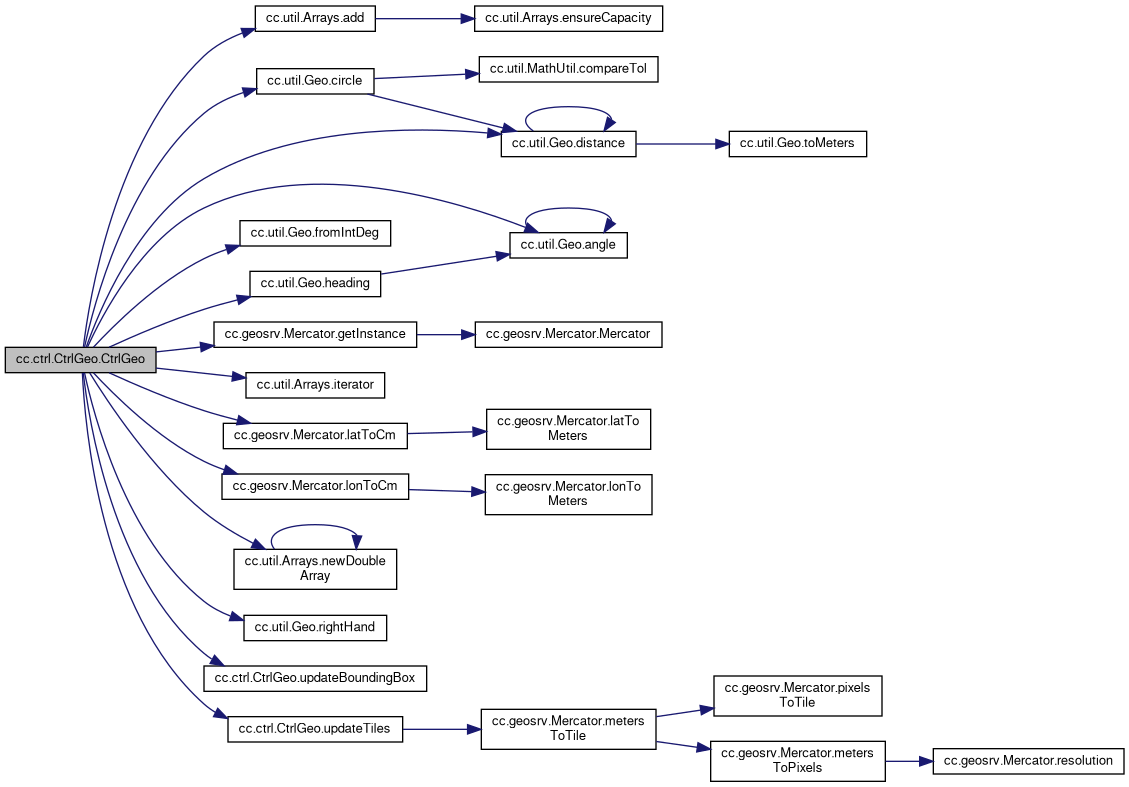 cc.util.Arrays.add
cc.util.Arrays.ensureCapacity
cc.util.Geo.circle
cc.util.MathUtil.compareTol
cc.util.Geo.distance
cc.util.Geo.toMeters
cc.util.Geo.fromIntDeg
cc.util.Geo.angle
cc.util.Geo.heading
cc.geosrv.Mercator.getInstance
cc.geosrv.Mercator.Mercator
cc.ctrl.CtrlGeo.CtrlGeo
cc.util.Arrays.iterator
cc.geosrv.Mercator.latToCm
cc.geosrv.Mercator.latTo
Meters
cc.geosrv.Mercator.lonToCm
cc.geosrv.Mercator.lonTo
Meters
cc.util.Arrays.newDouble
Array
cc.util.Geo.rightHand
cc.ctrl.CtrlGeo.updateBoundingBox
cc.ctrl.CtrlGeo.updateTiles
cc.geosrv.Mercator.meters
ToTile
cc.geosrv.Mercator.pixels
ToTile
cc.geosrv.Mercator.meters
ToPixels
cc.geosrv.Mercator.resolution